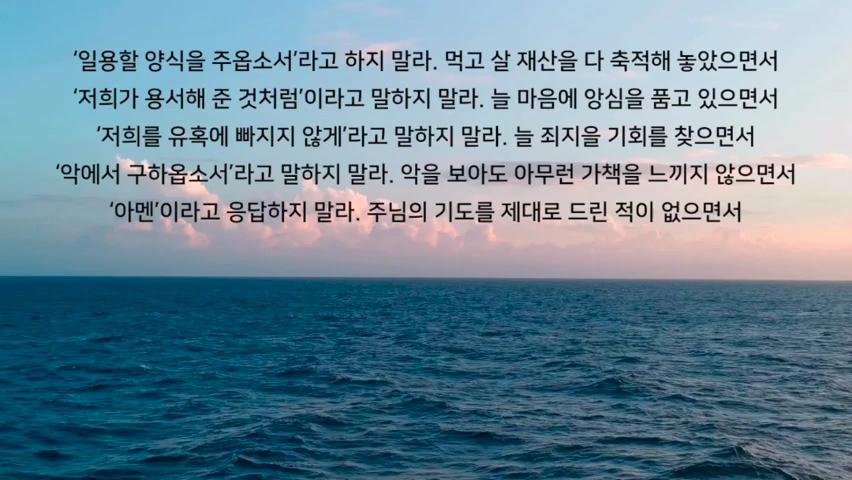 ‘일용할 양식을 주옵소서’라고 하지 말라. 먹고 살 재산을 다 축적해 놓았으면서
‘저희가 용서해 준 것처럼’이라고 말하지 말라. 늘 마음에 앙심을 품고 있으면서
‘저희를 유혹에 빠지지 않게’라고 말하지 말라. 늘 죄지을 기회를 찾으면서
‘악에서 구하옵소서’라고 말하지 말라. 악을 보아도 아무런 가책을 느끼지 않으면서
‘아멘’이라고 응답하지 말라. 주님의 기도를 제대로 드린 적이 없으면서